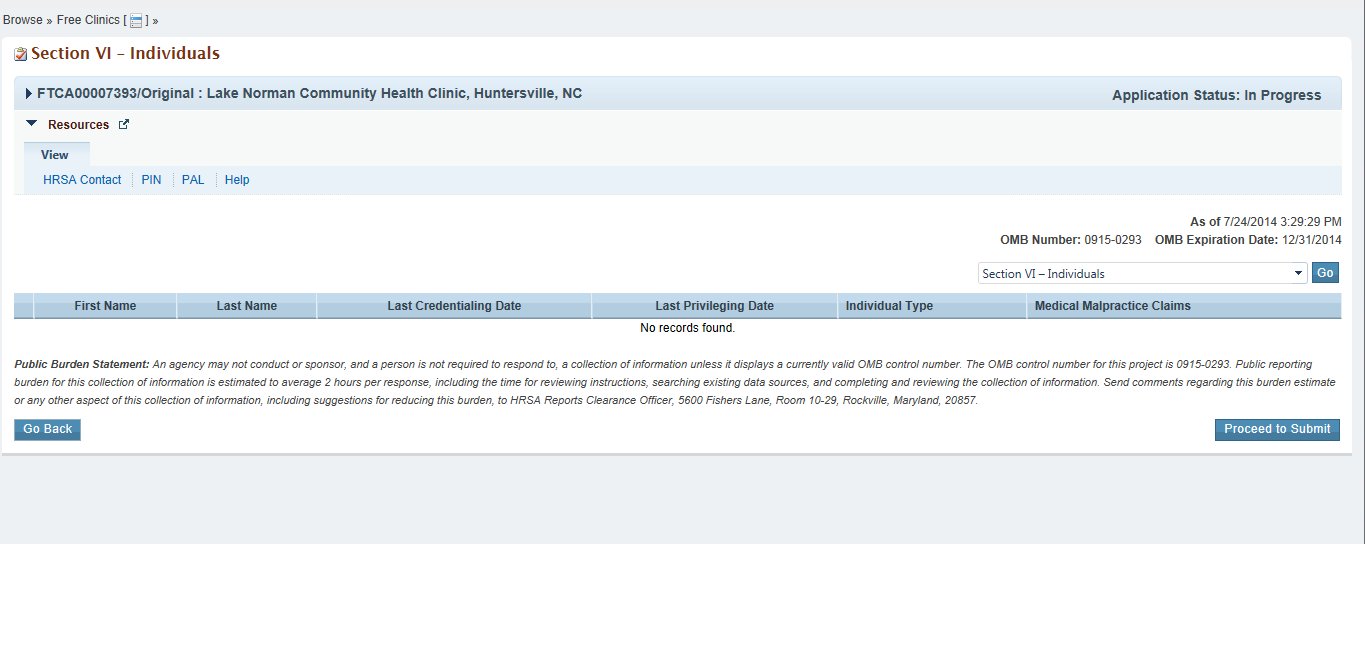 Browse » Free Clinics [ ] »
Section VI – Individuals
FTCA00007393/Original : Lake Norman Community Health Clinic, Huntersville, NC
Application Status: In Progress
Resources
View
HRSA Contact PIN PAL Help
As of 7/24/2014 3:29:29 PM
OMB Number: 0915-0293 OMB Expiration Date: 12/31/2014
Section VI – Individuals Go
First Name Last Name Last Credentialing Date Last Privileging Date Individual Type Medical Malpractice Claims
No records found.
Public Burden Statement: An agency may not conduct or sponsor, and a person is not required to respond to, a collection of information unless it displays a currently valid OMB control number. The OMB control number for this project is 0915-0293. Public reporting
burden for this collection of information is estimated to average 2 hours per response, including the time for reviewing instructions, searching existing data sources, and completing and reviewing the collection of information. Send comments regarding this burden estimate
or any other aspect of this collection of information, including suggestions for reducing this burden, to HRSA Reports Clearance Officer, 5600 Fishers Lane, Room 10-29, Rockville, Maryland, 20857.
Go Back Proceed to Submit